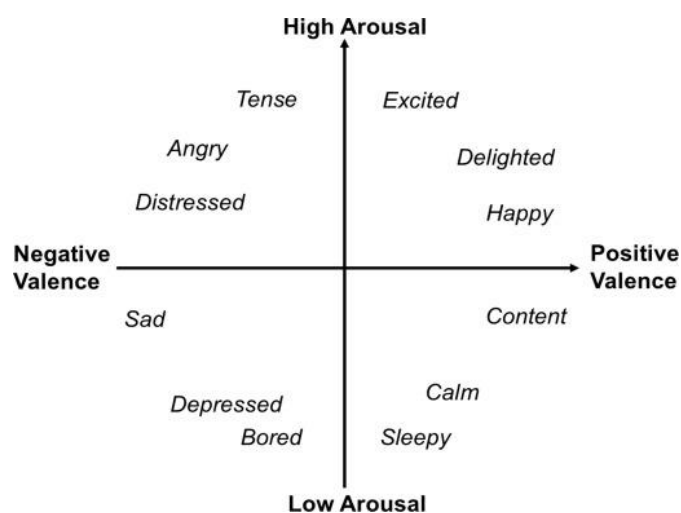 High Arousal
Tense
Excited
Angry
Delighted
Distressed
Happy
Negative
Valence
Positive
Valence
Sad
Content
Calm
Depressed
Bored
Sleepy
Low Arousal